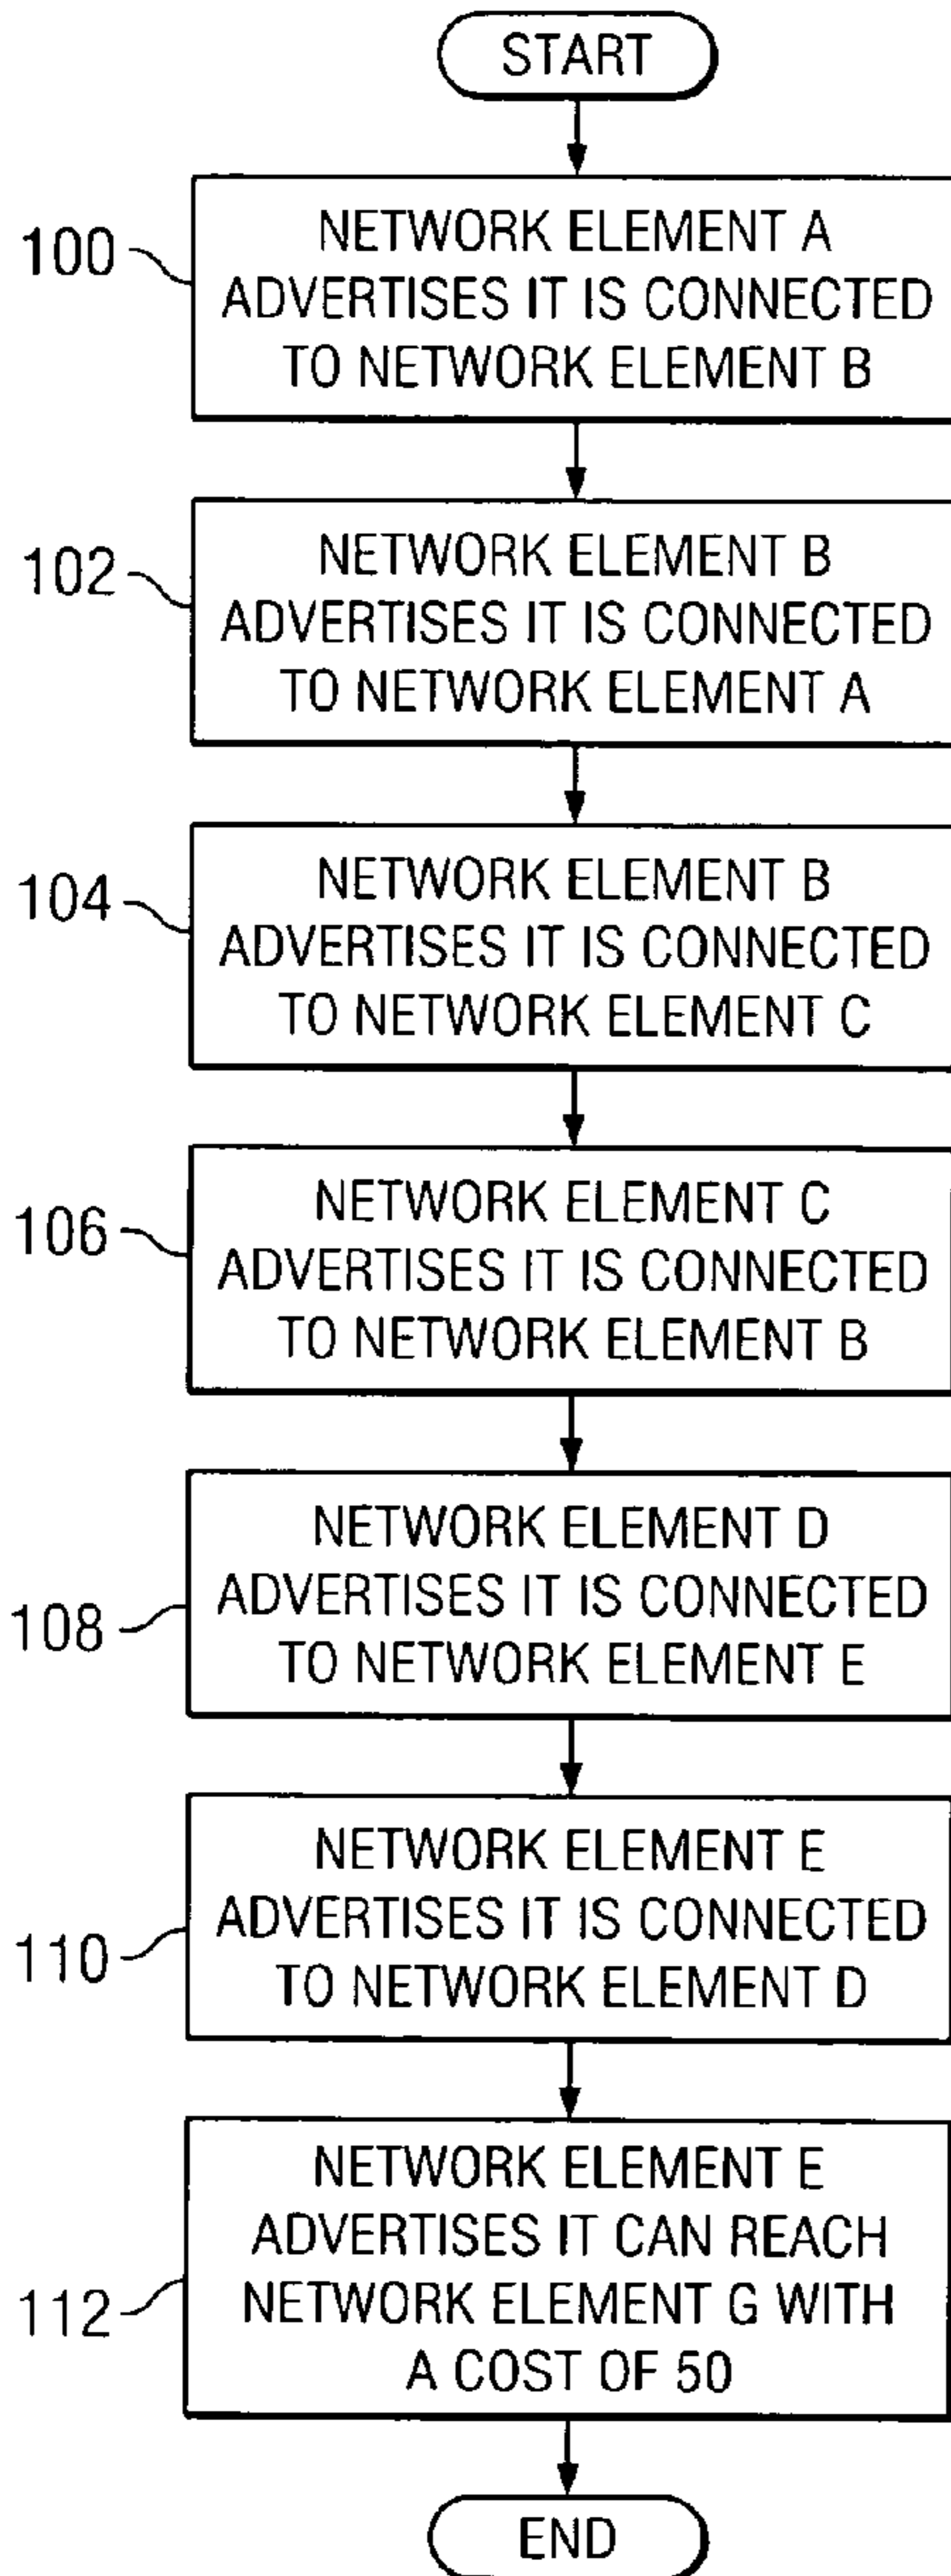 START
100
NETWORK ELEMENT A
ADVERTISES IT IS CONNECTED
TO NETWORK ELEMENT B
102
NETWORK ELEMENT B
ADVERTISES IT IS CONNECTED
TO NETWORK ELEMENT A
104
NETWORK ELEMENT B
ADVERTISES IT IS CONNECTED
TO NETWORK ELEMENT C
106
NETWORK ELEMENT C
ADVERTISES IT IS CONNECTED
TO NETWORK ELEMENT B
108
NETWORK ELEMENT D
ADVERTISES IT IS CONNECTED
TO NETWORK ELEMENT E
110
NETWORK ELEMENT E
ADVERTISES IT IS CONNECTED
TO NETWORK ELEMENT D
112
NETWORK ELEMENT E
ADVERTISES IT CAN REACH
NETWORK ELEMENT G WITH
A COST OF 50
END